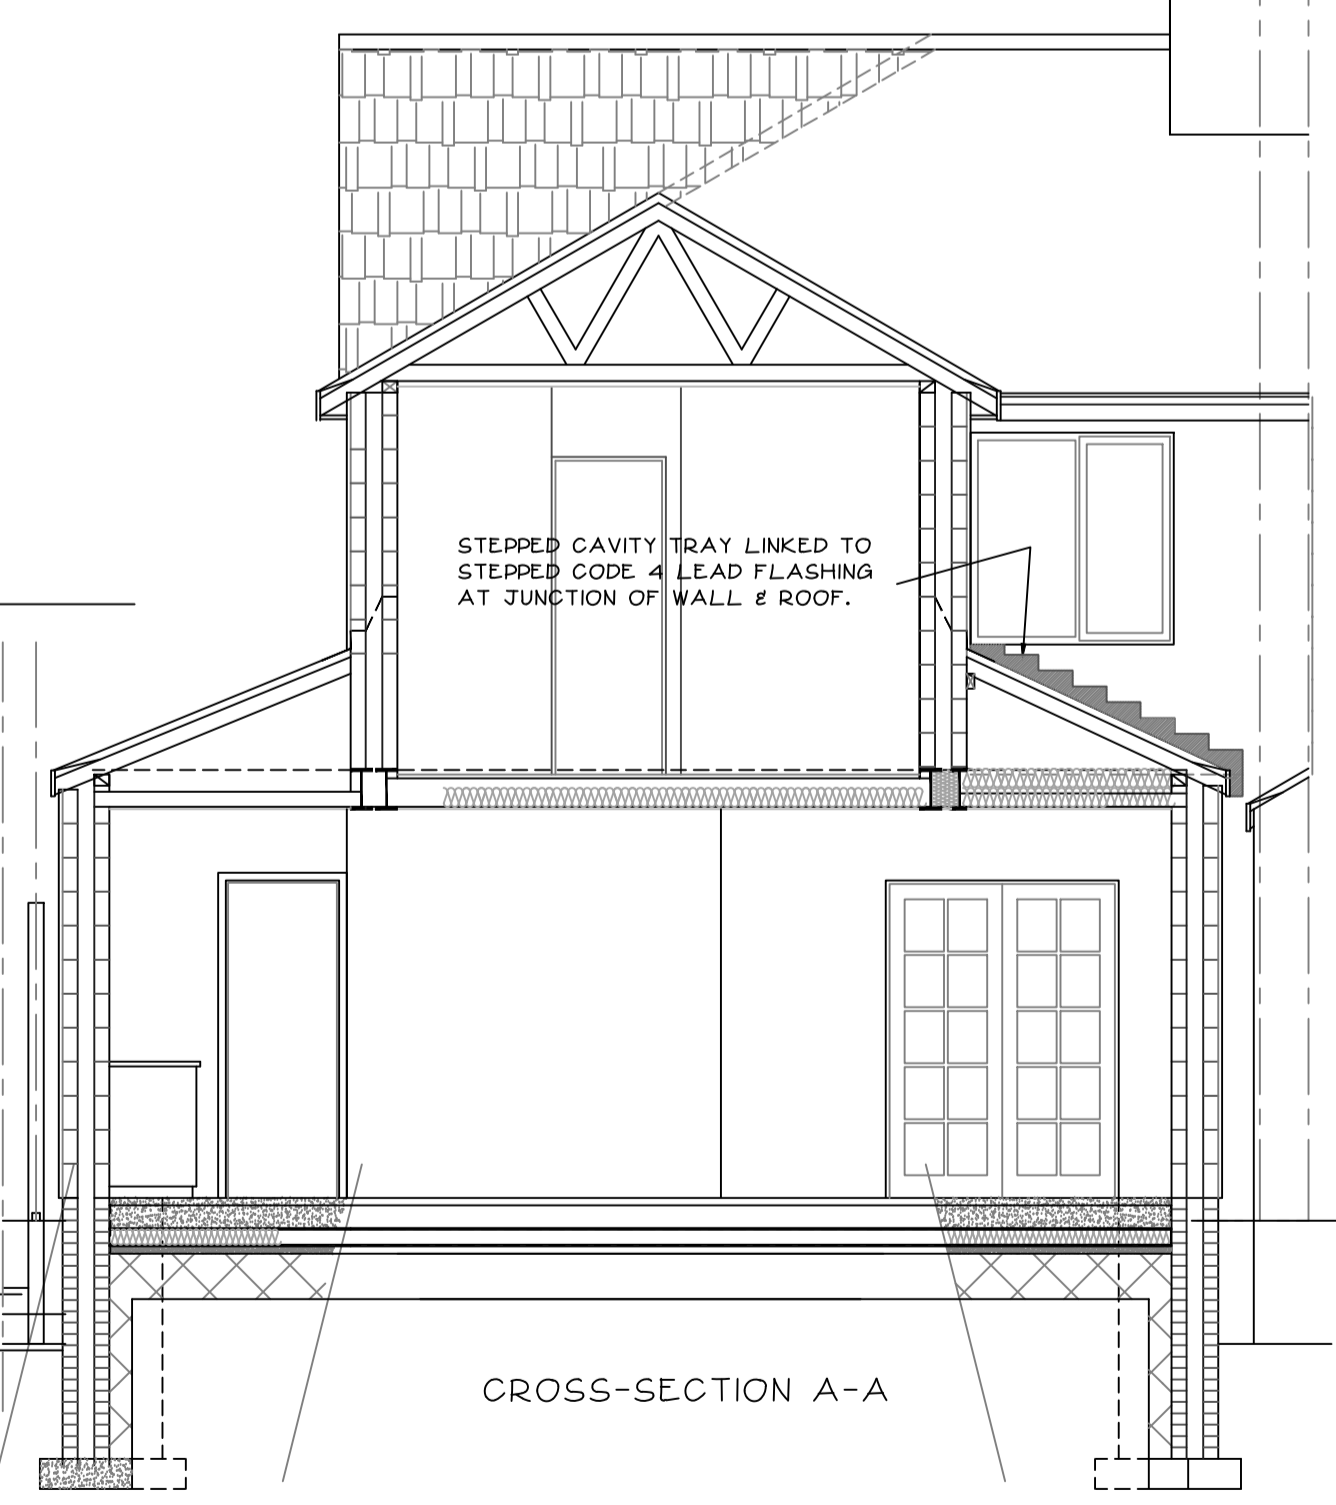 STEPPED CAVITY TRAY LINKED TO
STEPPED CODE 4 LEAD FLASHING
AT JUNCTION OF WALL & ROOF.
CROSS-SECTION A-A